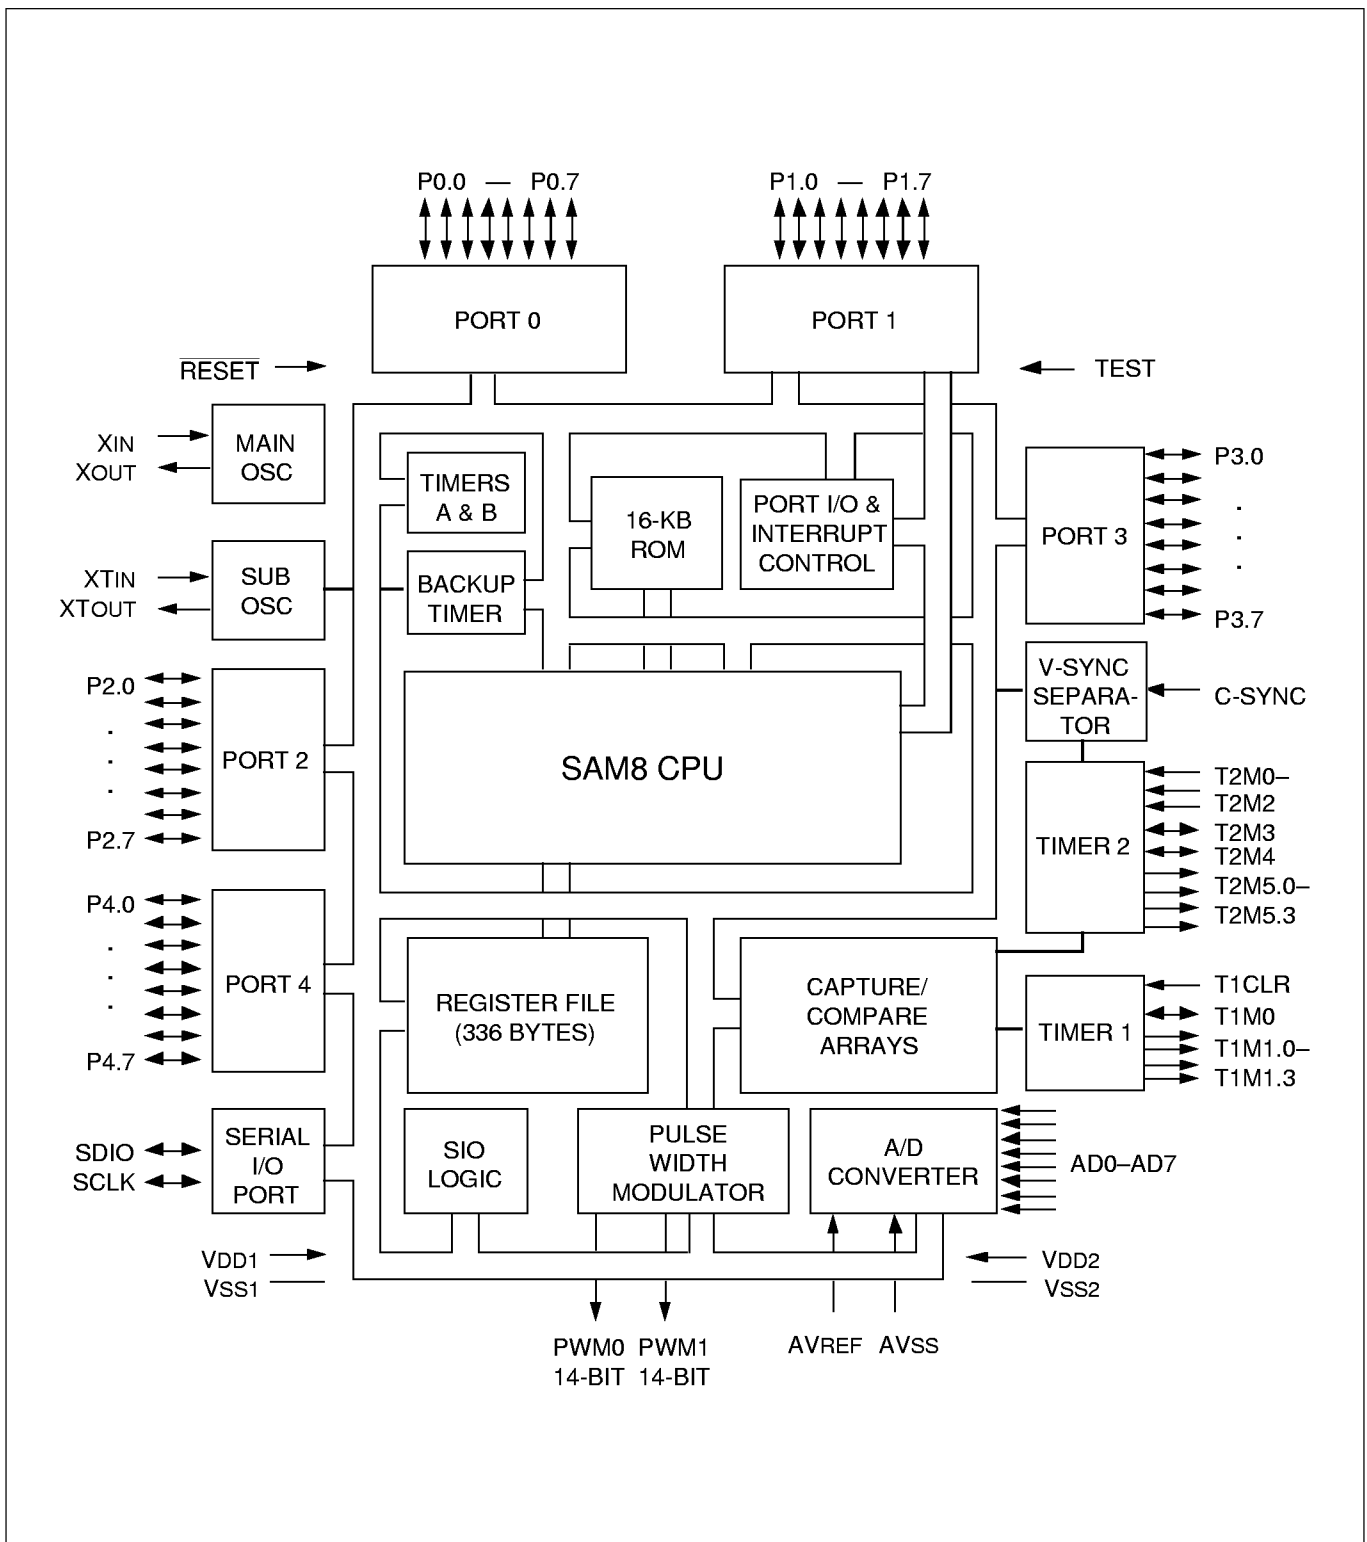 P0.0 — P0.7
P1.0 — P1.7
PORT 0
PORT 1
RESET
TEST
XIN
XOUT
MAIN
OSC
TIMERS
A & B
16-KB
ROM
PORT I/O &
INTERRUPT
CONTROL
PORT 3
P3.0
.
.
.
P3.7
XTIN
XTOUT
SUB
OSC
BACKUP
TIMER
P2.0
.
.
.
P2.7
PORT 2
SAM8 CPU
V-SYNC
SEPARA-
TOR
C-SYNC
TIMER 2
T2M0–
T2M2
T2M3
T2M4
T2M5.0–
T2M5.3
P4.0
.
.
.
P4.7
PORT 4
REGISTER FILE
(336 BYTES)
CAPTURE/
COMPARE
ARRAYS
TIMER 1
T1CLR
T1M0
T1M1.0–
T1M1.3
SDIO
SCLK
SERIAL
I/O
PORT
SIO
LOGIC
PULSE
WIDTH
MODULATOR
A/D
CONVERTER
AD0–AD7
VDD1
VSS1
VDD2
VSS2
PWM0
14-BIT
PWM1
14-BIT
AVREF
AVSS